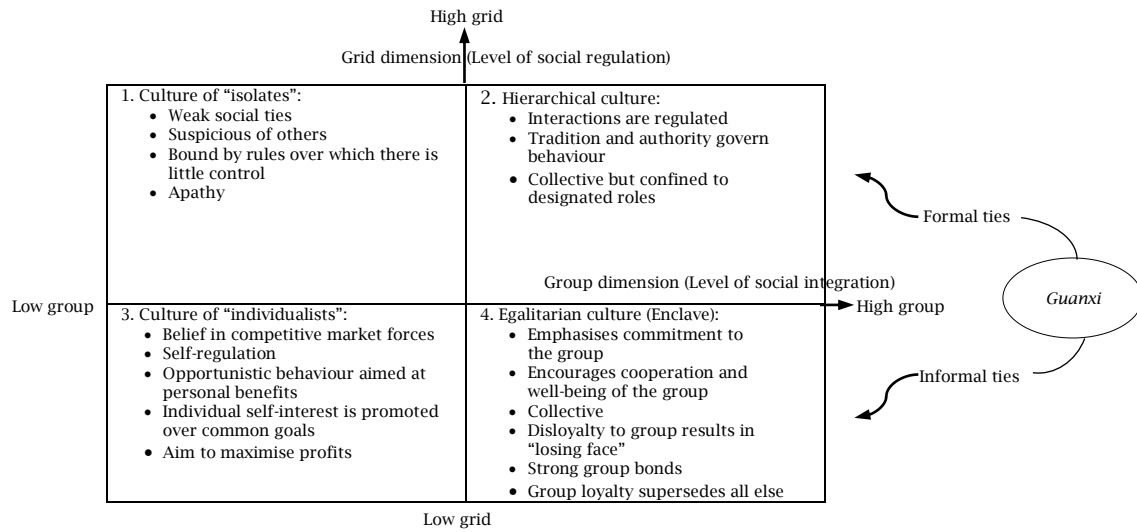 High grid
Grid dimension (Level of social regulation)
1. Culture of “isolates”:
• Weak social ties
• Suspicious of others
• Bound by rules over which there is
little control
• Apathy
2. Hierarchical culture:
• Interactions are regulated
• Tradition and authority govern
behaviour
• Collective but confined to
designated roles
Formal ties
Group dimension (Level of social integration)
Low group
High group
Guanxi
3. Culture of “individualists”:
• Belief in competitive market forces
• Self-regulation
• Opportunistic behaviour aimed at
personal benefits
• Individual self-interest is promoted
over common goals
• Aim to maximise profits
4. Egalitarian culture (Enclave):
• Emphasises commitment to
the group
• Encourages cooperation and
well-being of the group
• Collective
• Disloyalty to group results in
“losing face”
• Strong group bonds
• Group loyalty supersedes all else
Informal ties
Low grid